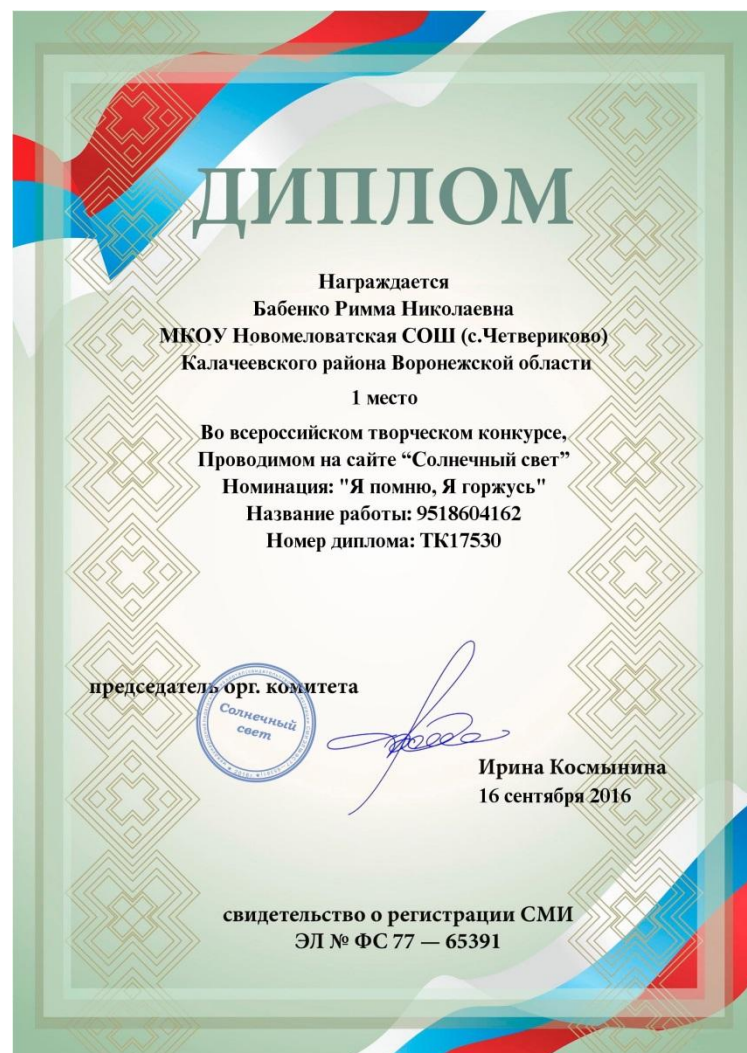 ДИПЛОМ
Награждается
Бабенко Римма Николаевна
МКОУ Новомеловатская СОШ (с.Четвериково)
Калачеевского района Воронежской области
1 место
Во всероссийском творческом конкурсе,
Проводимом на сайте “Солнечный свет”
Номинация: "Я помню, Я горжусь"
Название работы: 9518604162
Номер диплома: ТК17530
председатель орг. комитета
Солнечный
свет
Ирина Космынина
16 сентября 2016
свидетельство о регистрации СМИ
ЭЛ № ФС 77 — 65391